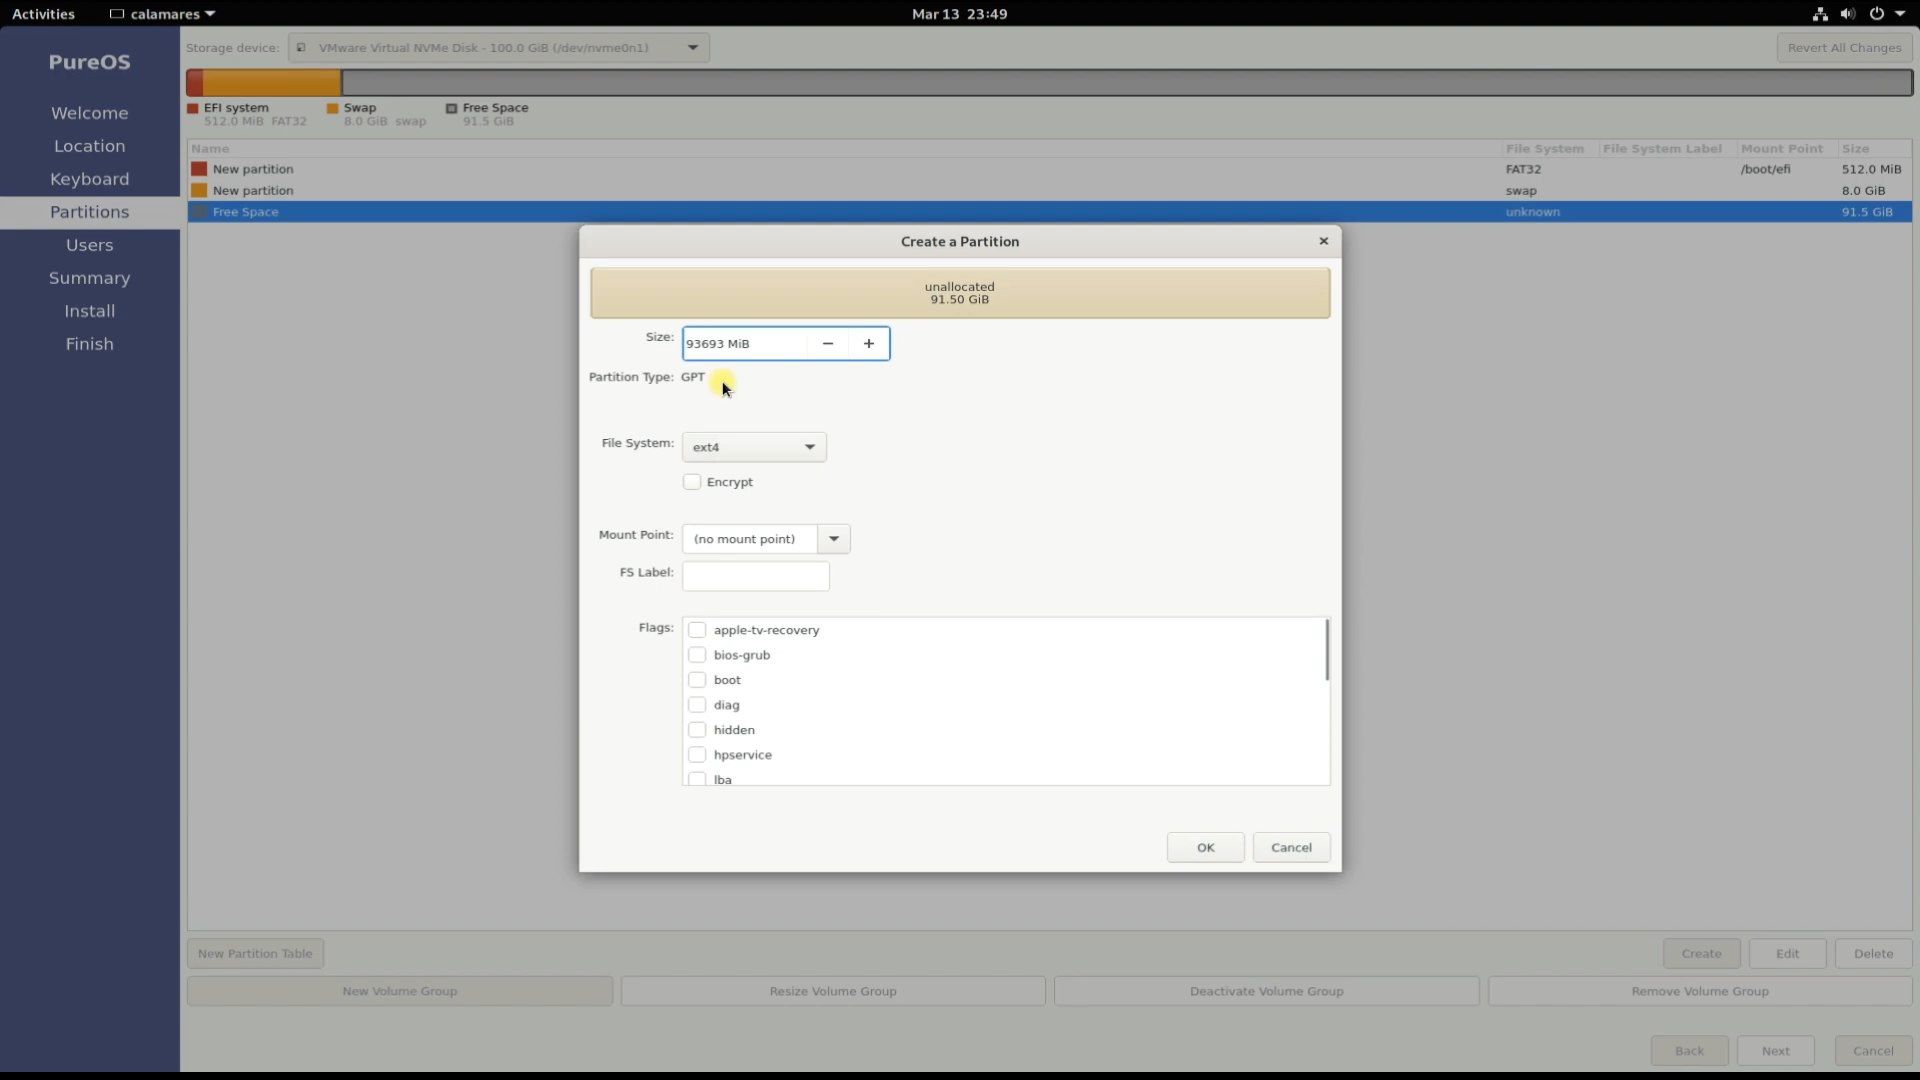 Activities
calamares
Mar 13 23:49
PureOS
Welcome
Location
Keyboard
Partitions
Users
Summary
Install
Finish
Storage device:
VMware Virtual NVMe Disk - 100.0 GiB (/dev/nvme0n1)
Revert All Changes
EFI system
512.0 MiB FAT32
Swap
8.0 GiB swap
Free Space
91.5 GiB
Name File System File System Label Mount Point Size
New partition FAT32 /boot/efi 512.0 MiB
New partition swap 8.0 GiB
Free Space unknown 91.5 GiB
Create a Partition
unallocated
91.50 GiB
Size: 93693 MiB
Partition Type: GPT
File System: ext4
Encrypt
Mount Point: (no mount point)
FS Label:
Flags:
apple-tv-recovery
bios-grub
boot
diag
hidden
hpservice
lba
OK Cancel
New Partition Table
Create Edit Delete
New Volume Group Resize Volume Group Deactivate Volume Group Remove Volume Group
Back Next Cancel